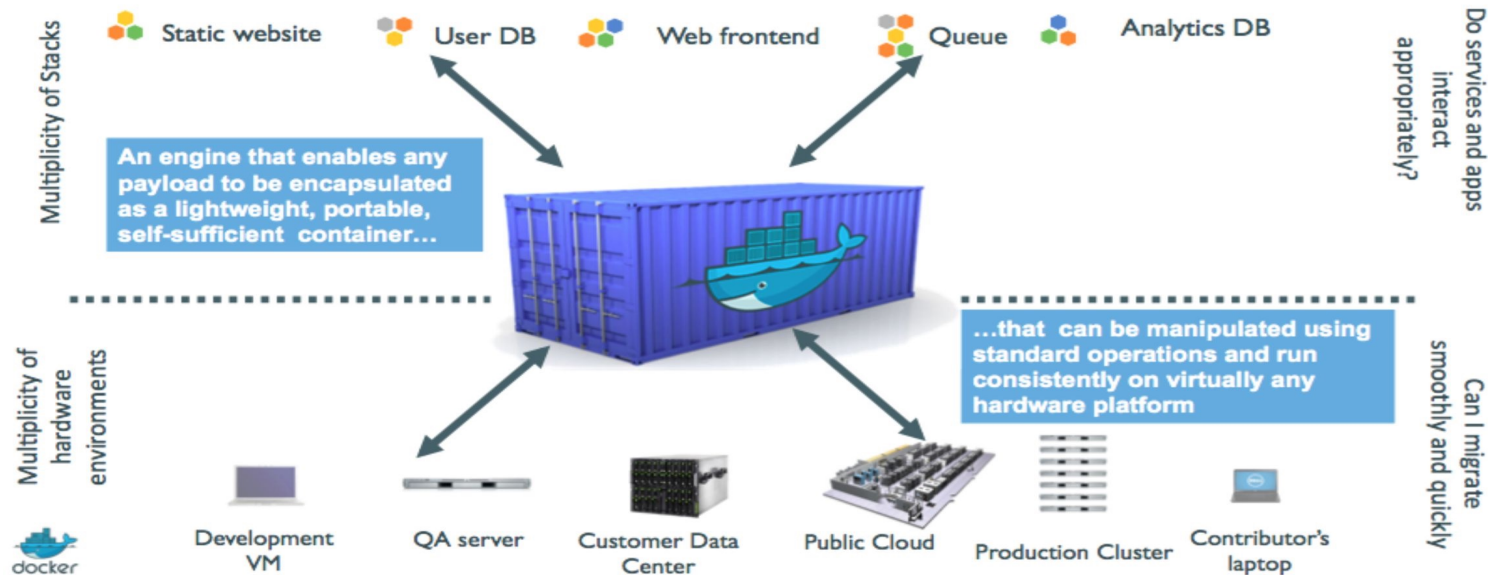 Static website
User DB
Web frontend
Queue
Analytics DB
Multiplicity of Stacks
Do services and apps
interact
appropriately?
An engine that enables any
payload to be encapsulated
as a lightweight, portable,
self-sufficient container...
...that can be manipulated using
standard operations and run
consistently on virtually any
hardware platform
Multiplicity of
hardware
environments
Can I migrate
smoothly and quickly
Development
VM
QA server
Customer Data
Center
Public Cloud
Production Cluster
Contributor's
laptop
docker